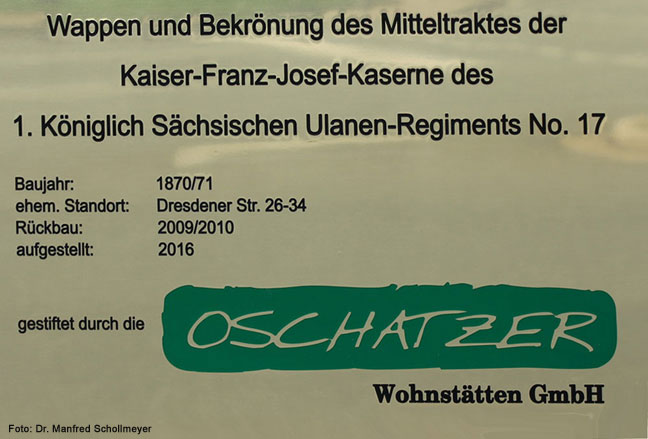 Wappen und Bekrönung des Mitteltraktes der
Kaiser-Franz-Josef-Kaserne des
1. Königlich Sächsischen Ulanen-Regiments No. 17
Baujahr: 1870/71
ehem. Standort: Dresdener Str. 26-34
Rückbau: 2009/2010
aufgestellt: 2016
gestiftet durch die OSCHATZER
Wohnstätten GmbH
Foto: Dr. Manfred Schollmeyer